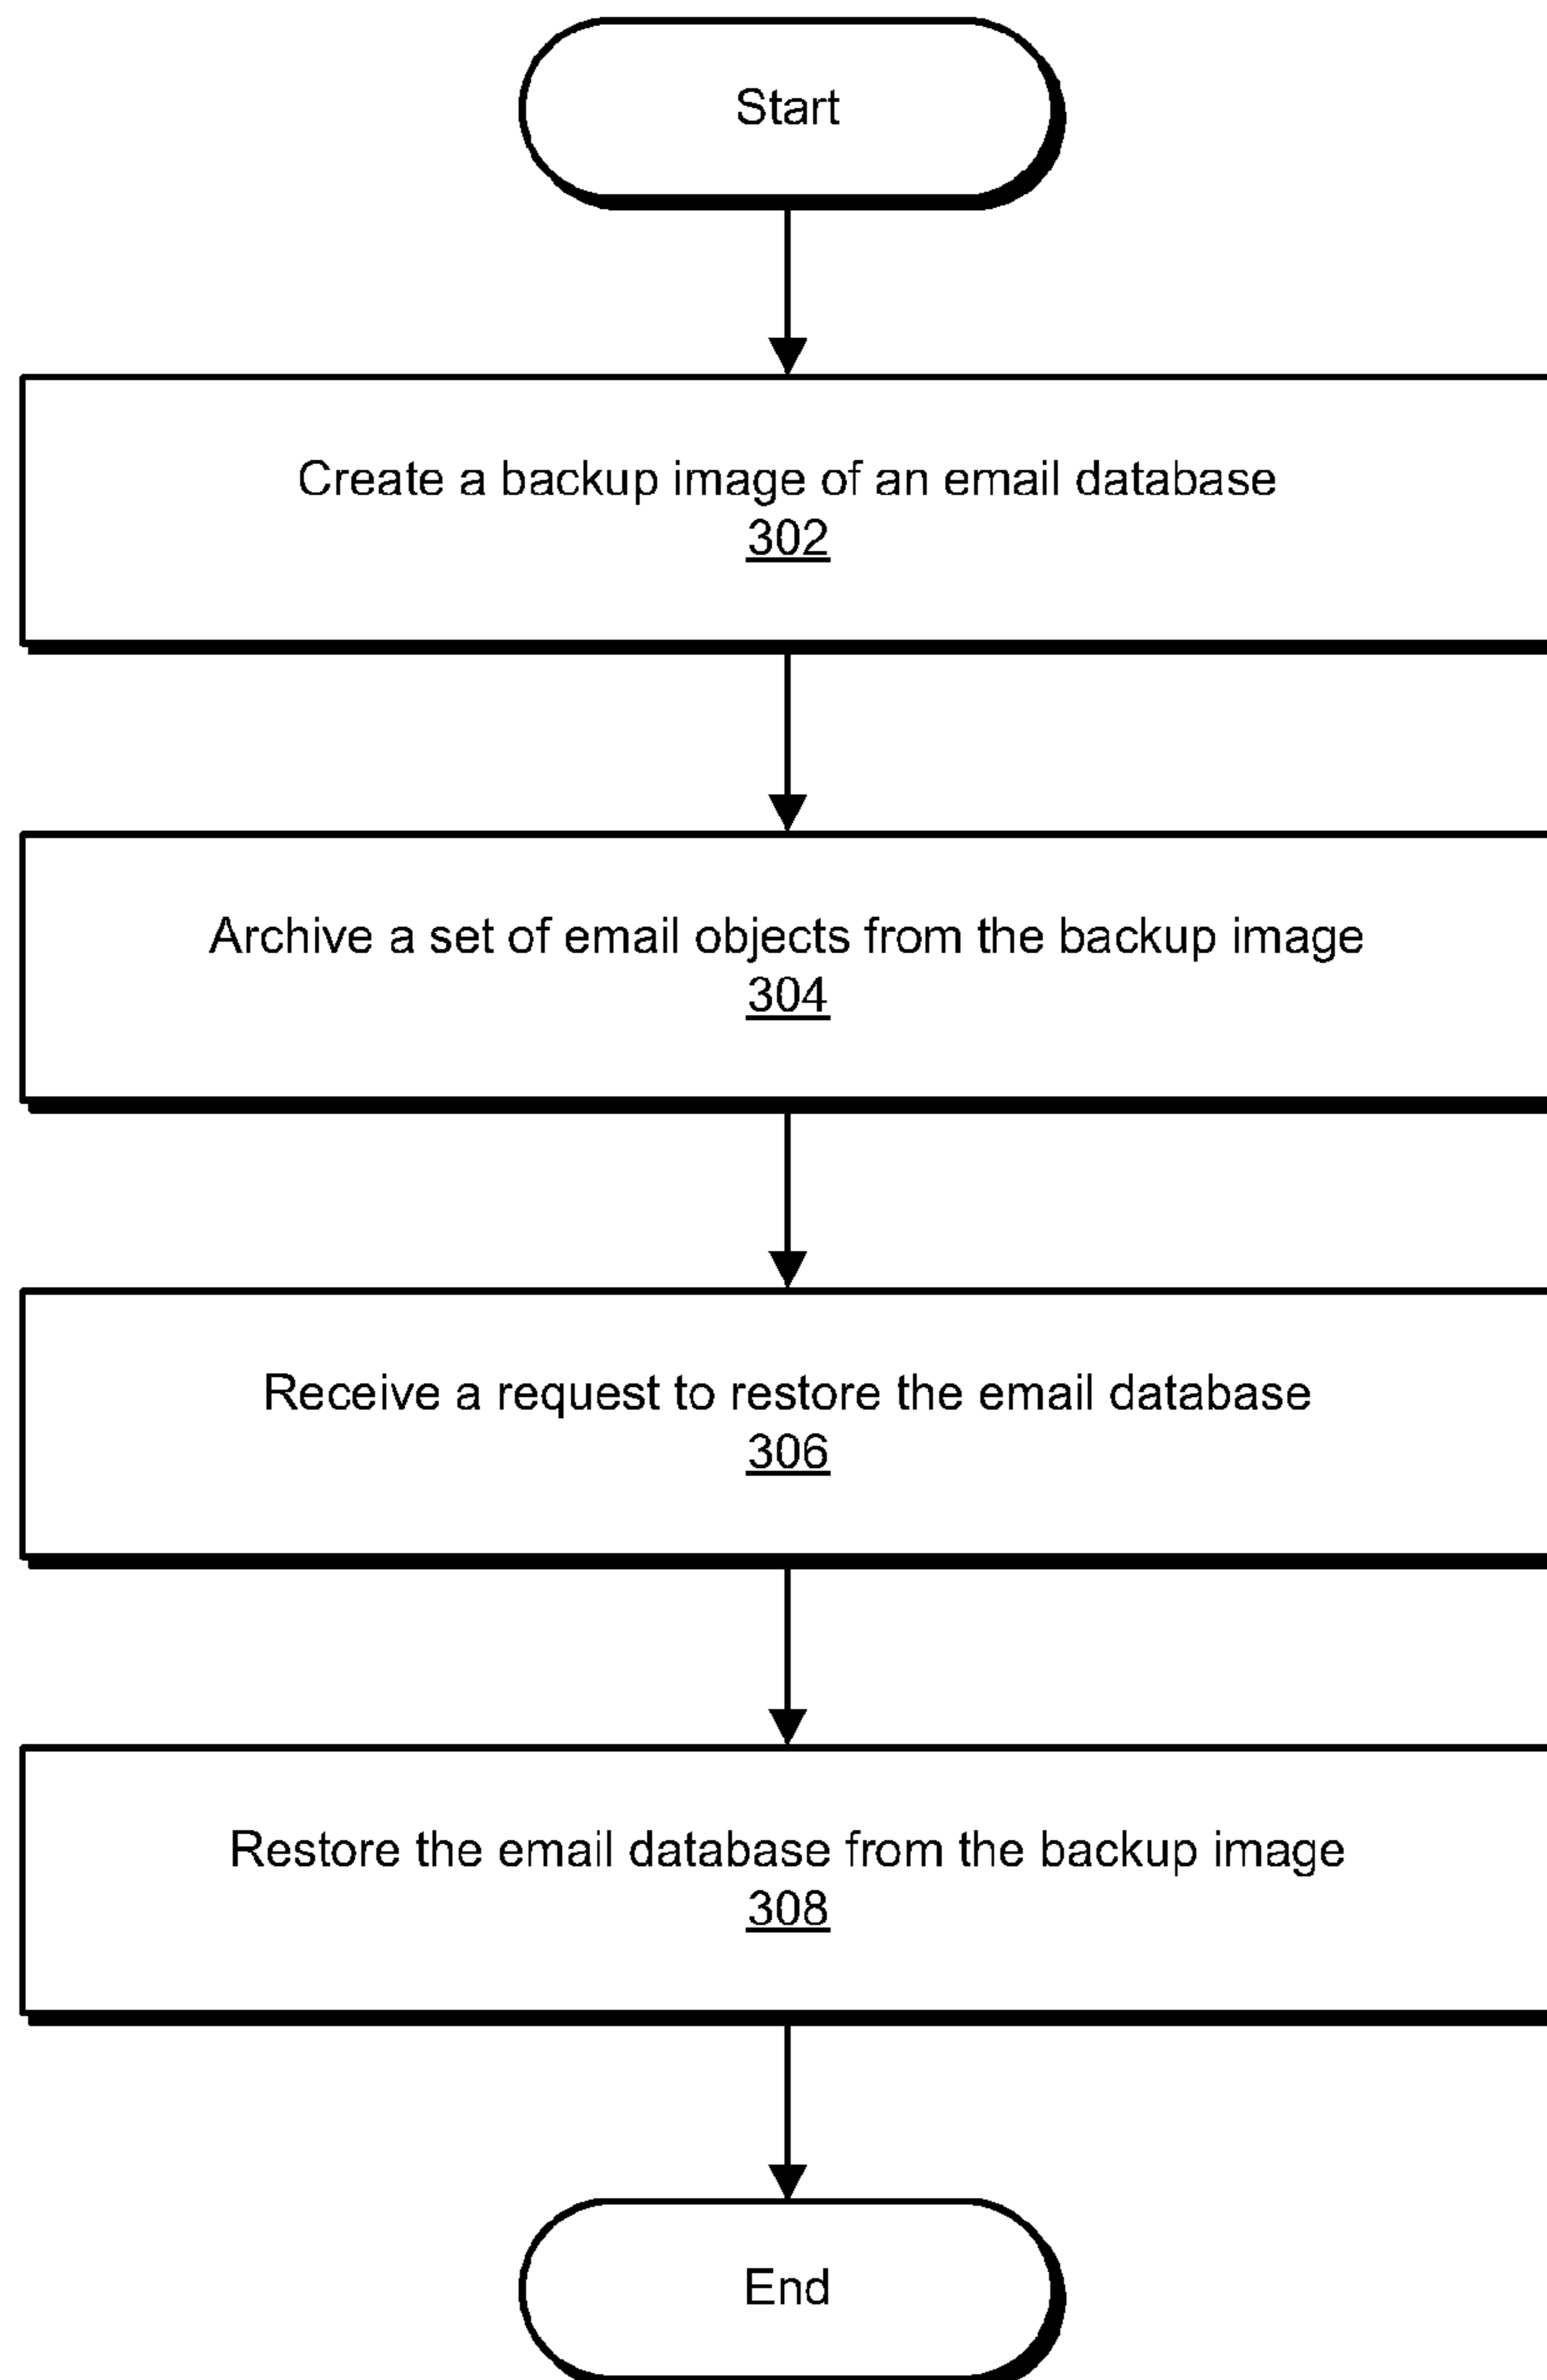 Start
Create a backup image of an email database
302
Archive a set of email objects from the backup image
304
Receive a request to restore the email database
306
Restore the email database from the backup image
308
End